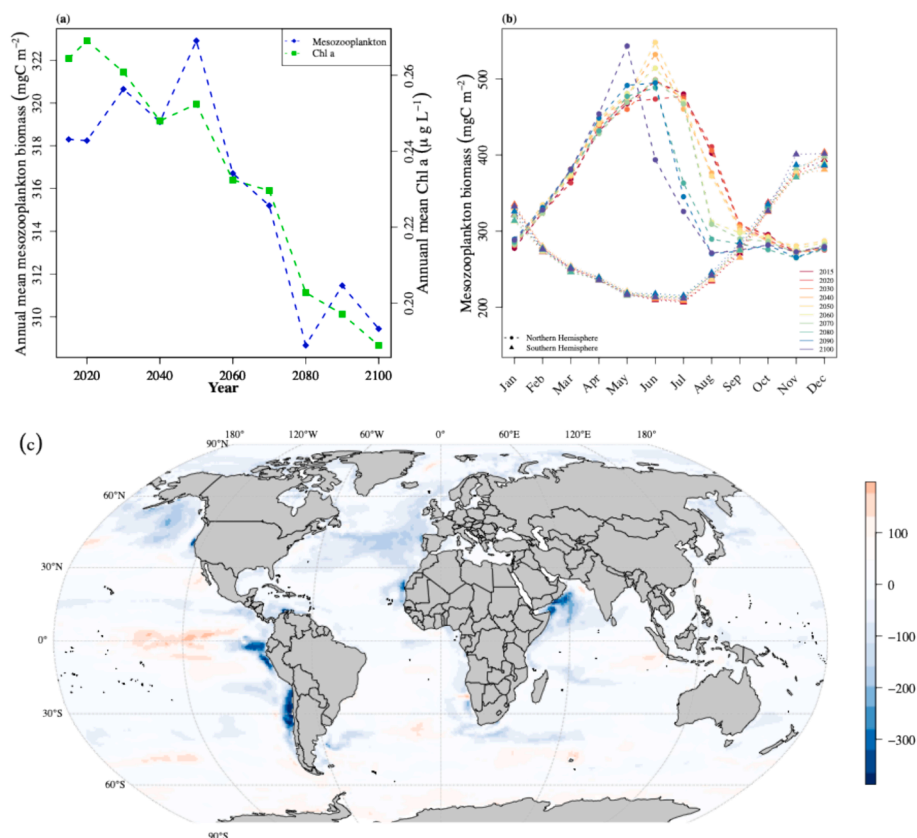 (a)
Annual mean mesozooplankton biomass (mgC m⁻²)
322
320
318
316
314
312
310
Mesozooplankton
Chl a
0.26
0.24
0.22
0.20
Annuanl mean Chl a (μ g L⁻¹)
2020
2040
2060
2080
2100
Year
(b)
Mesozooplankton biomass (mgC m⁻²)
500
400
300
200
Northern Hemisphere
Southern Hemisphere
2015
2020
2030
2040
2050
2060
2070
2080
2090
2100
Jan
Feb
Mar
Apr
May
Jun
Jul
Aug
Sep
Oct
Nov
Dec
(c)
180°
120°W
60°W
0°
60°E
120°E
180°
90°N
60°N
30°N
0°
30°S
60°S
90°S
100
0
−100
−200
−300